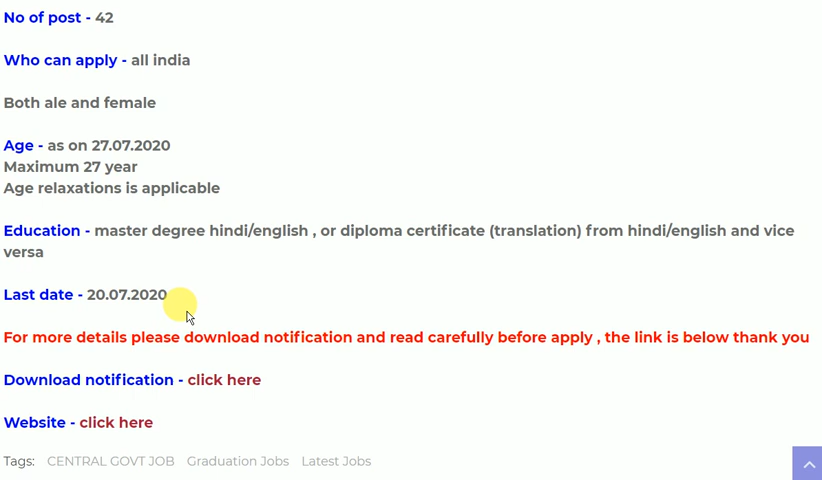 No of post - 42
Who can apply - all india
Both ale and female
Age - as on 27.07.2020
Maximum 27 year
Age relaxations is applicable
Education - master degree hindi/english , or diploma certificate (translation) from hindi/english and vice
versa
Last date - 20.07.2020
For more details please download notification and read carefully before apply , the link is below thank you
Download notification - click here
Website - click here
Tags: CENTRAL GOVT JOB Graduation Jobs Latest Jobs